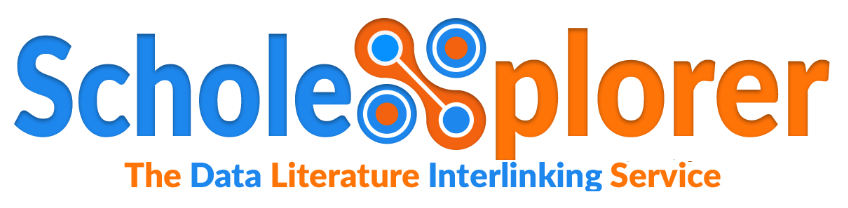 ScholeXplorer
The Data Literature Interlinking Service